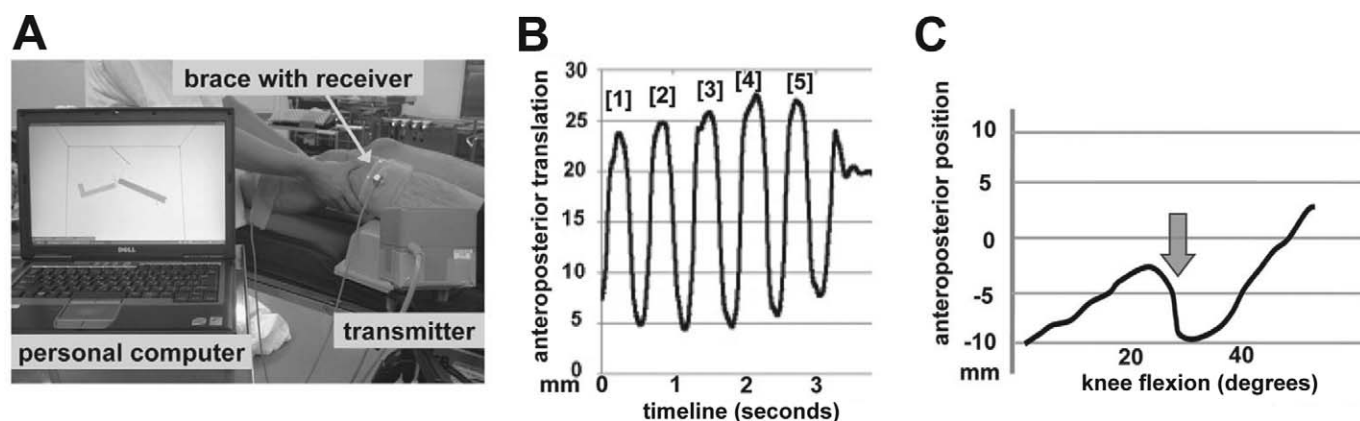 A
brace with receiver
DELL
transmitter
personal computer
B
anteroposterior translation
30
25
20
15
10
5
0
mm
[1]
[2]
[3]
[4]
[5]
0
1
2
3
timeline (seconds)
C
anteroposterior position
10
5
0
-5
-10
mm
20
40
knee flexion (degrees)